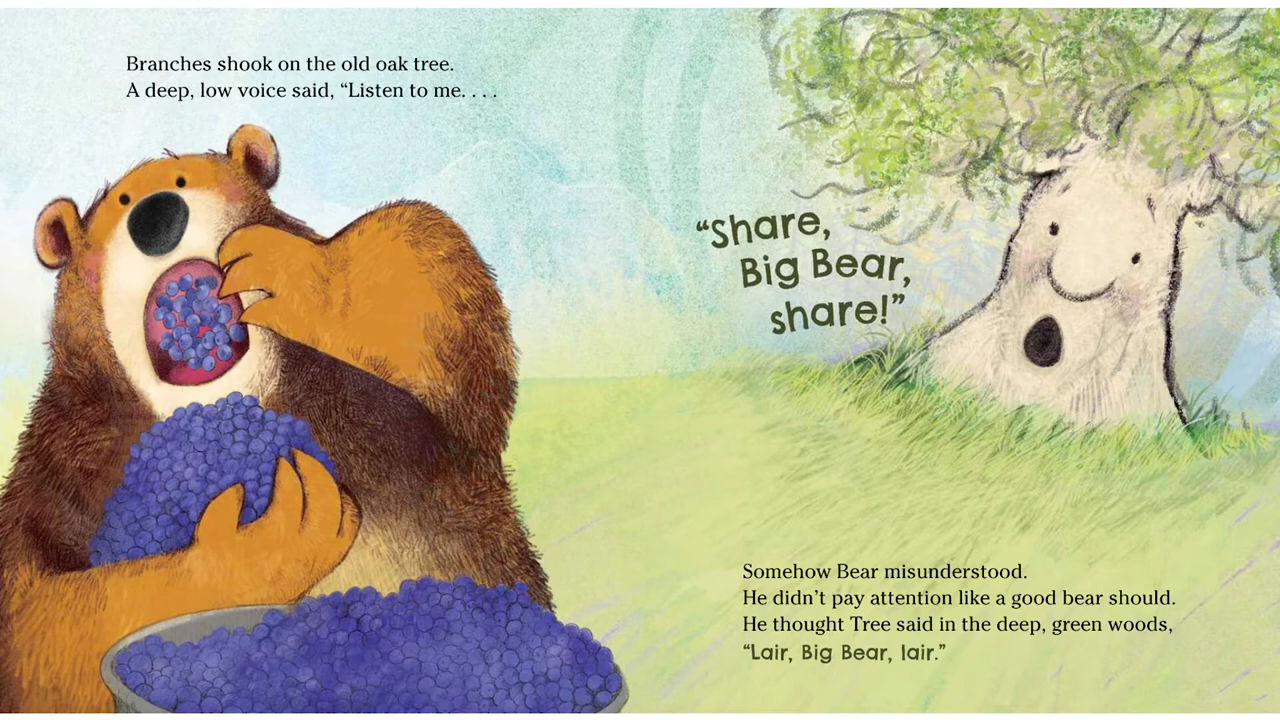 Branches shook on the old oak tree.
A deep, low voice said, “Listen to me. . . .
“Share,
Big Bear,
share!”
Somehow Bear misunderstood.
He didn’t pay attention like a good bear should.
He thought Tree said in the deep, green woods,
“Lair, Big Bear, lair.”